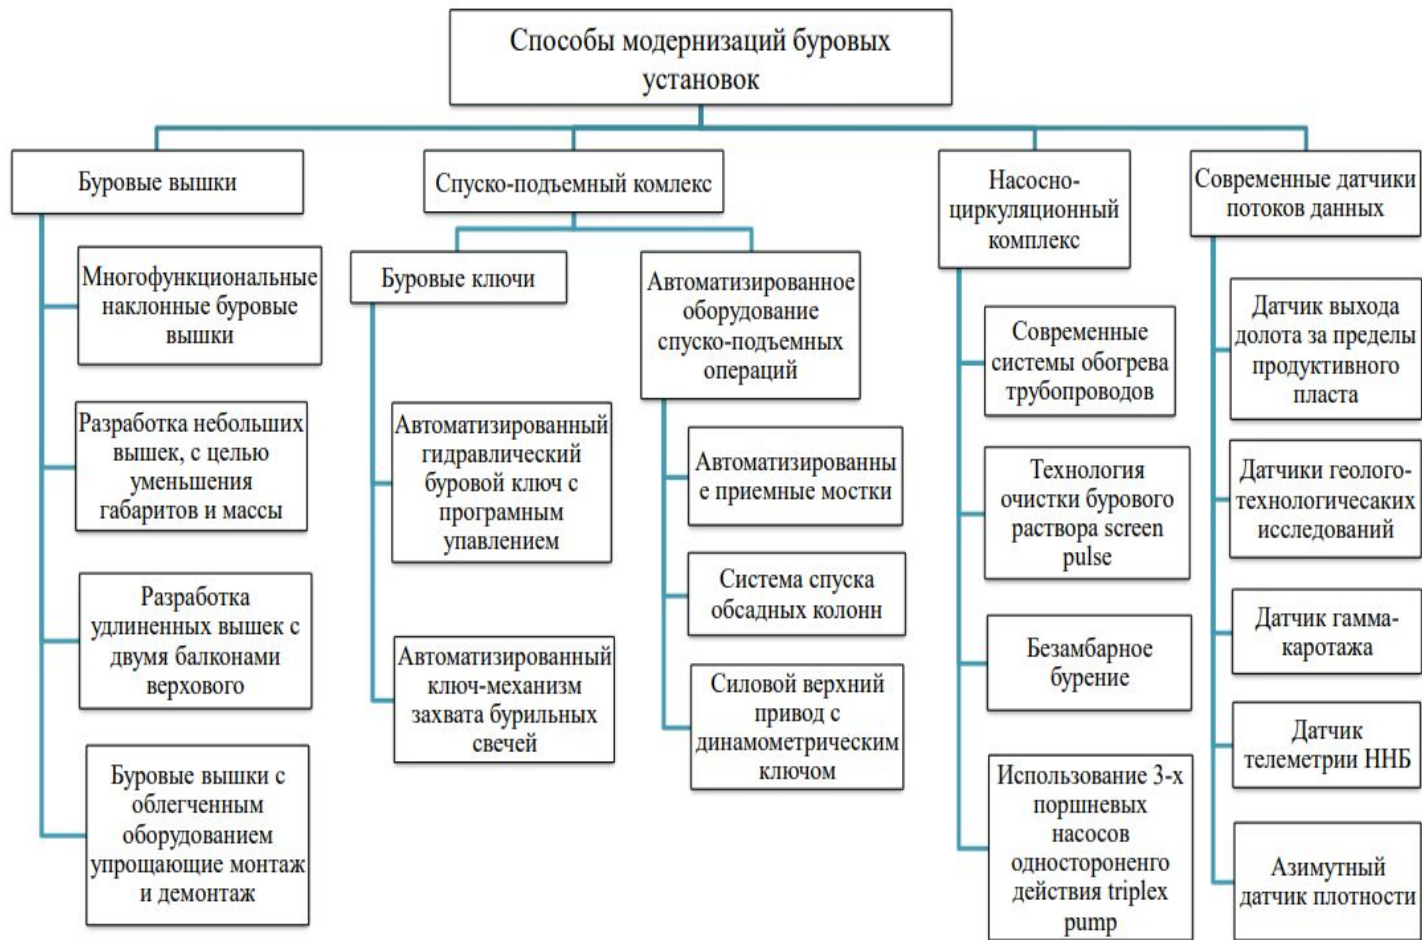 Способы модернизаций буровых
установок
Буровые вышки
Многофункциональные
наклонные буровые
вышки
Разработка небольших
вышек, с целью
уменьшения
габаритов и массы
Разработка
удлиненных вышек с
двумя балконами
верхового
Буровые вышки с
облегченным
оборудованием
упрощающие монтаж
и демонтаж
Спуско-подъемный комлекс
Буровые ключи
Автоматизированный
гидравлический
буровой ключ с
програмным
упавлением
Автоматизированный
ключ-механизм
захвата бурильных
свечей
Автоматизированное
оборудование
спуско-подъемных
операций
Автоматизированны
е приемные мостки
Система спуска
обсадных колонн
Силовой верхний
привод с
динамометрическим
ключом
Насосно-
циркуляционный
комплекс
Современные
системы обогрева
трубопроводов
Технология
очистки бурового
раствора screen
pulse
Безамбарное
бурение
Использование 3-х
поршневых
насосов
одностороненго
действия triplex
pump
Современные датчики
потоков данных
Датчик выхода
долота за пределы
продуктивного
пласта
Датчики геолого-
технологичесаких
исследований
Датчик гамма-
каротажа
Датчик
телеметрии ННБ
Азимутный
датчик плотности